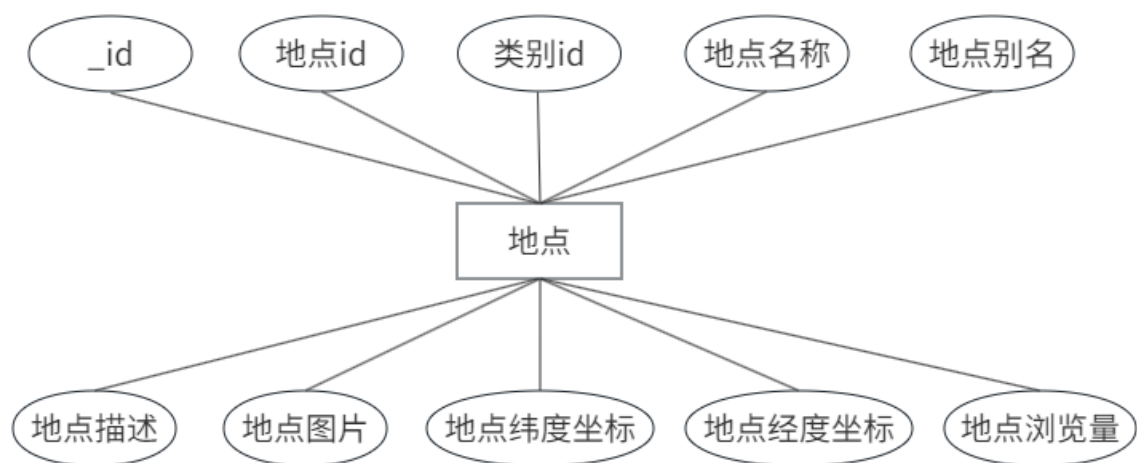 _id
地点id
类别id
地点名称
地点别名
地点
地点描述
地点图片
地点纬度坐标
地点经度坐标
地点浏览量